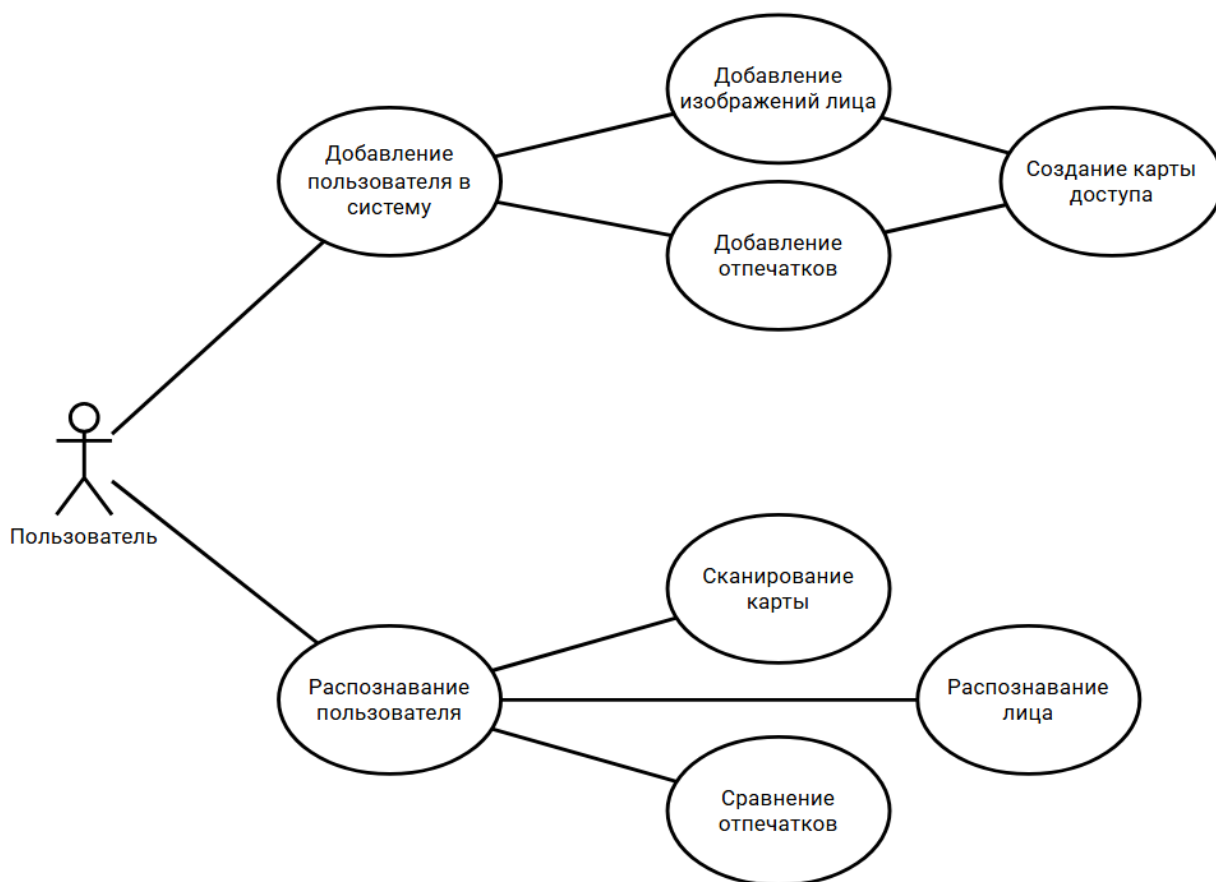 Добавление
изображений лица
Добавление
пользователя в
систему
Создание карты
доступа
Добавление
отпечатков
Пользователь
Сканирование
карты
Распознавание
пользователя
Распознавание
лица
Сравнение
отпечатков